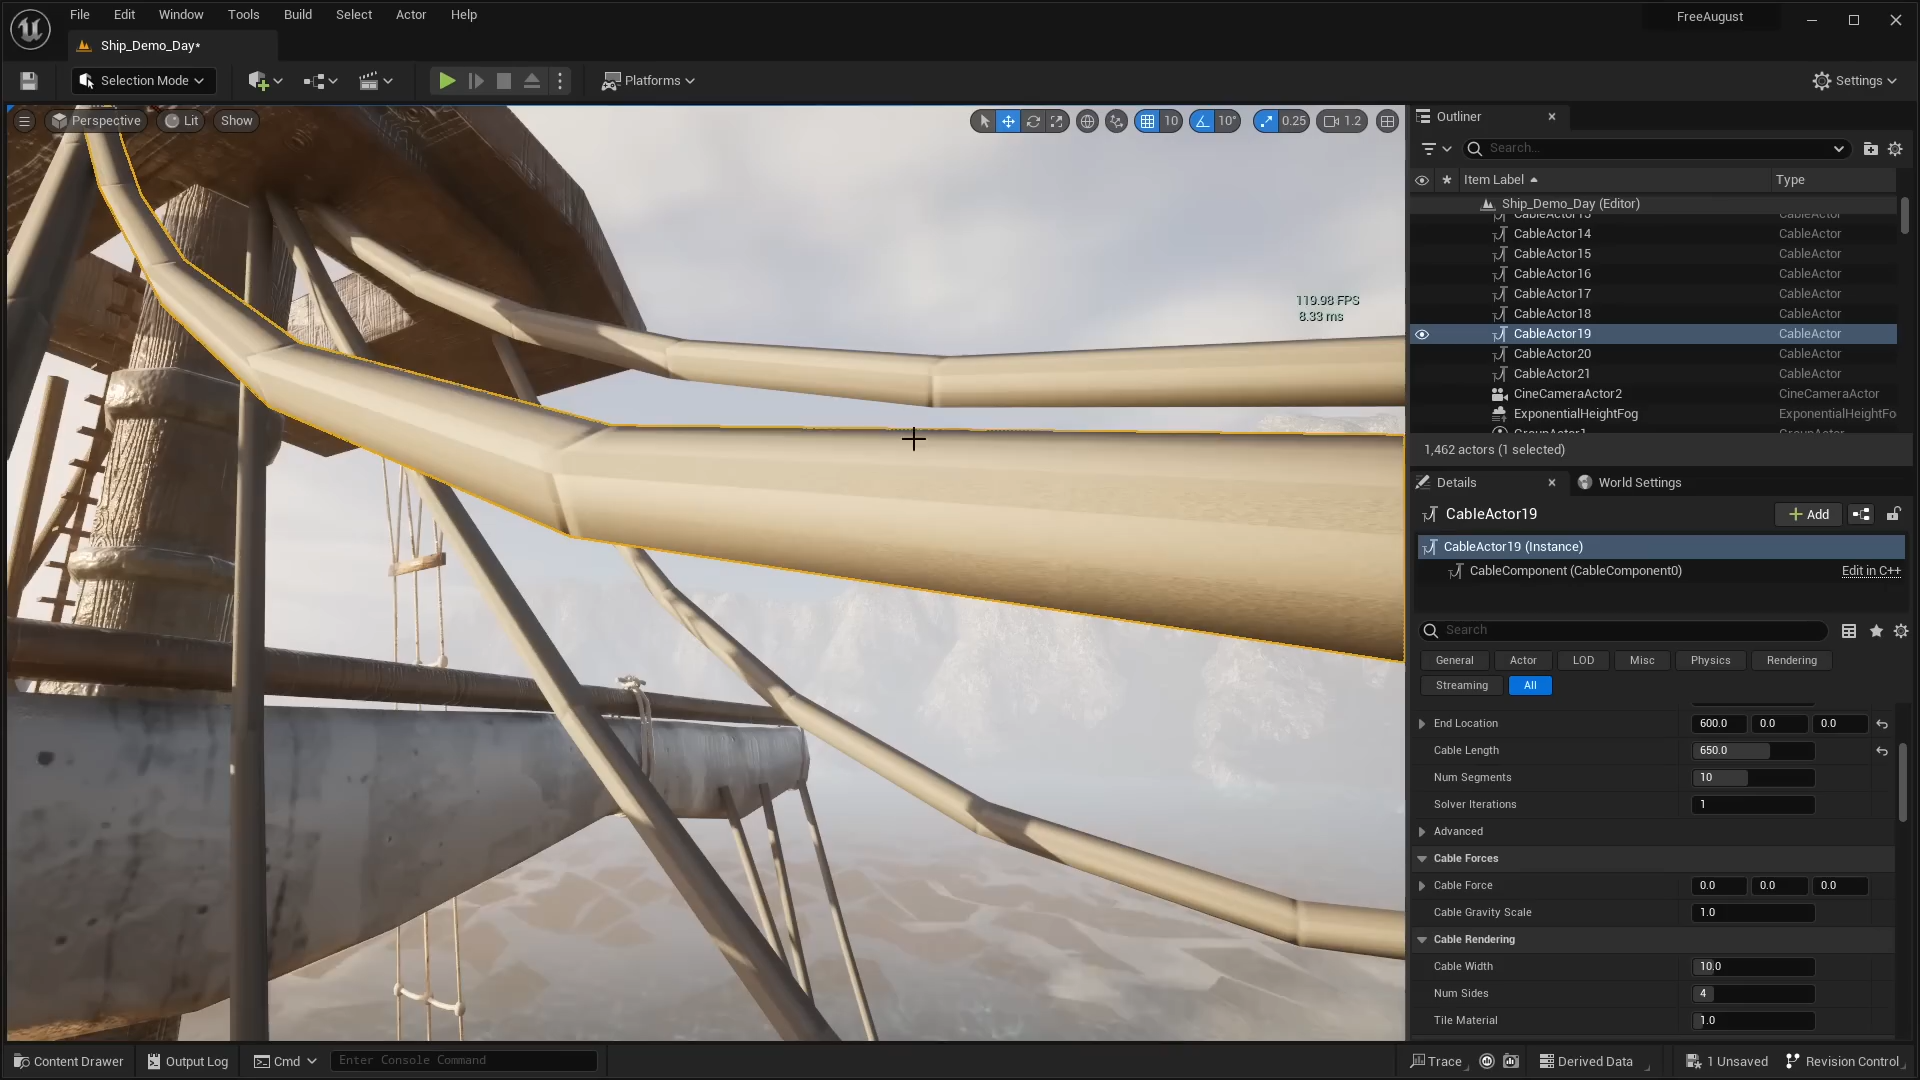 File Edit Window Tools Build Select Actor Help
FreeAugust
Ship_Demo_Day*
Selection Mode
Platforms
Settings
Perspective Lit Show
10 10° 0.25 1.2
119.98 FPS
8.33 ms
Outliner
Search...
Item Label Type
Ship_Demo_Day (Editor)
CableActor14 CableActor
CableActor15 CableActor
CableActor16 CableActor
CableActor17 CableActor
CableActor18 CableActor
CableActor19 CableActor
CableActor20 CableActor
CableActor21 CableActor
CineCameraActor2 CineCameraActor
ExponentialHeightFog ExponentialHeightFo
1,462 actors (1 selected)
Details World Settings
CableActor19 Add
CableActor19 (Instance)
CableComponent (CableComponent0) Edit in C++
Search
General Actor LOD Misc Physics Rendering
Streaming All
End Location 600.0 0.0 0.0
Cable Length 650.0
Num Segments 10
Solver Iterations 1
Advanced
Cable Forces
Cable Force 0.0 0.0 0.0
Cable Gravity Scale 1.0
Cable Rendering
Cable Width 10.0
Num Sides 4
Tile Material 1.0
Content Drawer Output Log Cmd Enter Console Command Trace Derived Data 1 Unsaved Revision Control